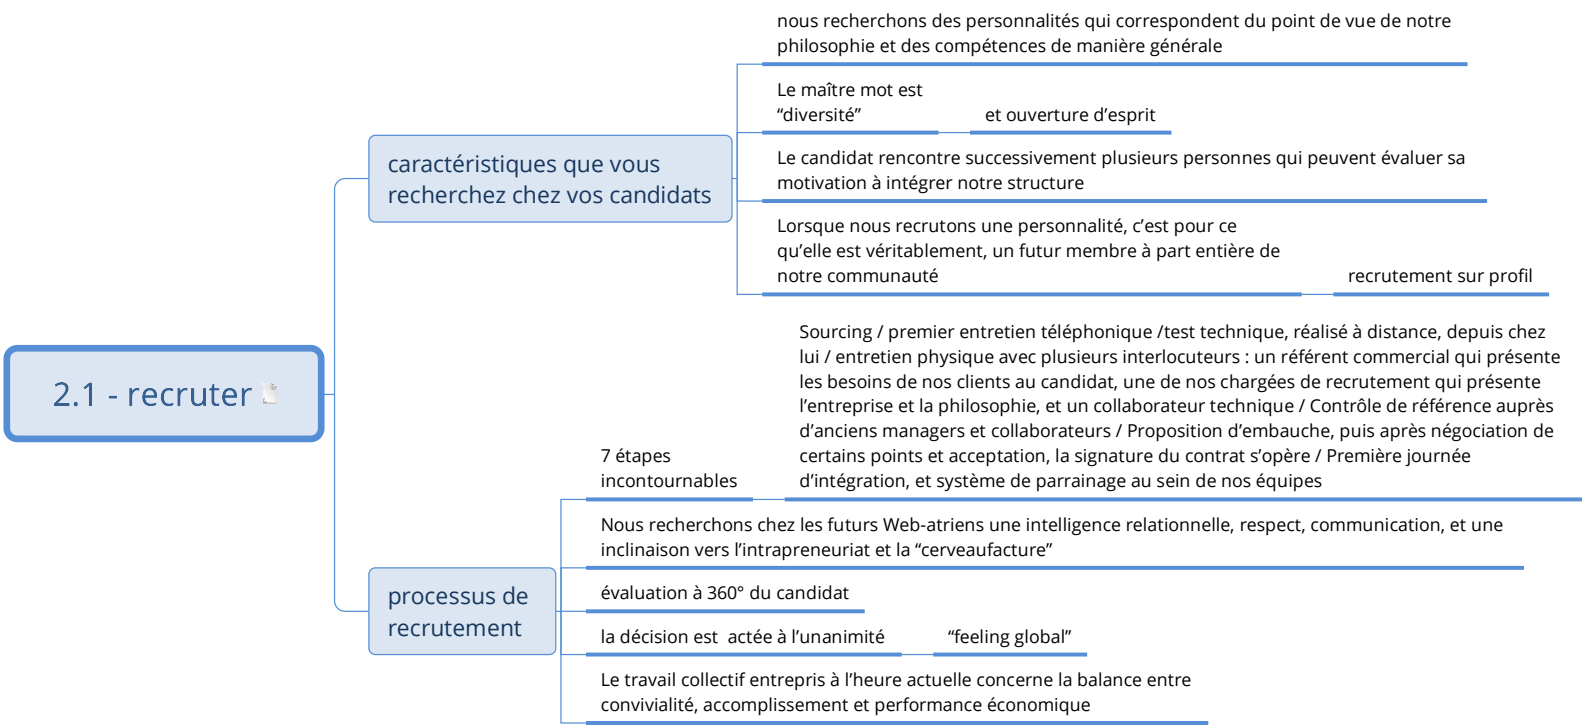 2.1 - recruter
caractéristiques que vous
recherchez chez vos candidats
nous recherchons des personnalités qui correspondent du point de vue de notre
philosophie et des compétences de manière générale
Le maître mot est
“diversité”
et ouverture d’esprit
Le candidat rencontre successivement plusieurs personnes qui peuvent évaluer sa
motivation à intégrer notre structure
Lorsque nous recrutons une personnalité, c’est pour ce
qu’elle est véritablement, un futur membre à part entière de
notre communauté
recrutement sur profil
processus de
recrutement
7 étapes
incontournables
Sourcing / premier entretien téléphonique /test technique, réalisé à distance, depuis chez
lui / entretien physique avec plusieurs interlocuteurs : un référent commercial qui présente
les besoins de nos clients au candidat, une de nos chargées de recrutement qui présente
l’entreprise et la philosophie, et un collaborateur technique / Contrôle de référence auprès
d’anciens managers et collaborateurs / Proposition d’embauche, puis après négociation de
certains points et acceptation, la signature du contrat s’opère / Première journée
d’intégration, et système de parrainage au sein de nos équipes
Nous recherchons chez les futurs Web-atriens une intelligence relationnelle, respect, communication, et une
inclinaison vers l’intrapreneuriat et la “cerveaufacture”
évaluation à 360° du candidat
la décision est  actée à l’unanimité
“feeling global”
Le travail collectif entrepris à l’heure actuelle concerne la balance entre
convivialité, accomplissement et performance économique